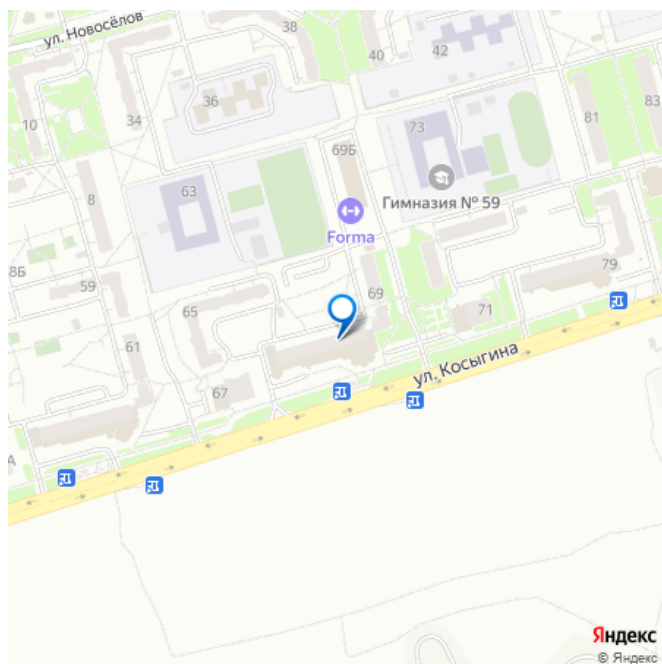 ул. Новосёлов
38
40
42
36
34
10
81
83
73
69Б
8
63
Гимназия № 59
Forma
8Б
59
79
69
65
71
61
ул. Косыгина
67
Яндекс
© Яндекс